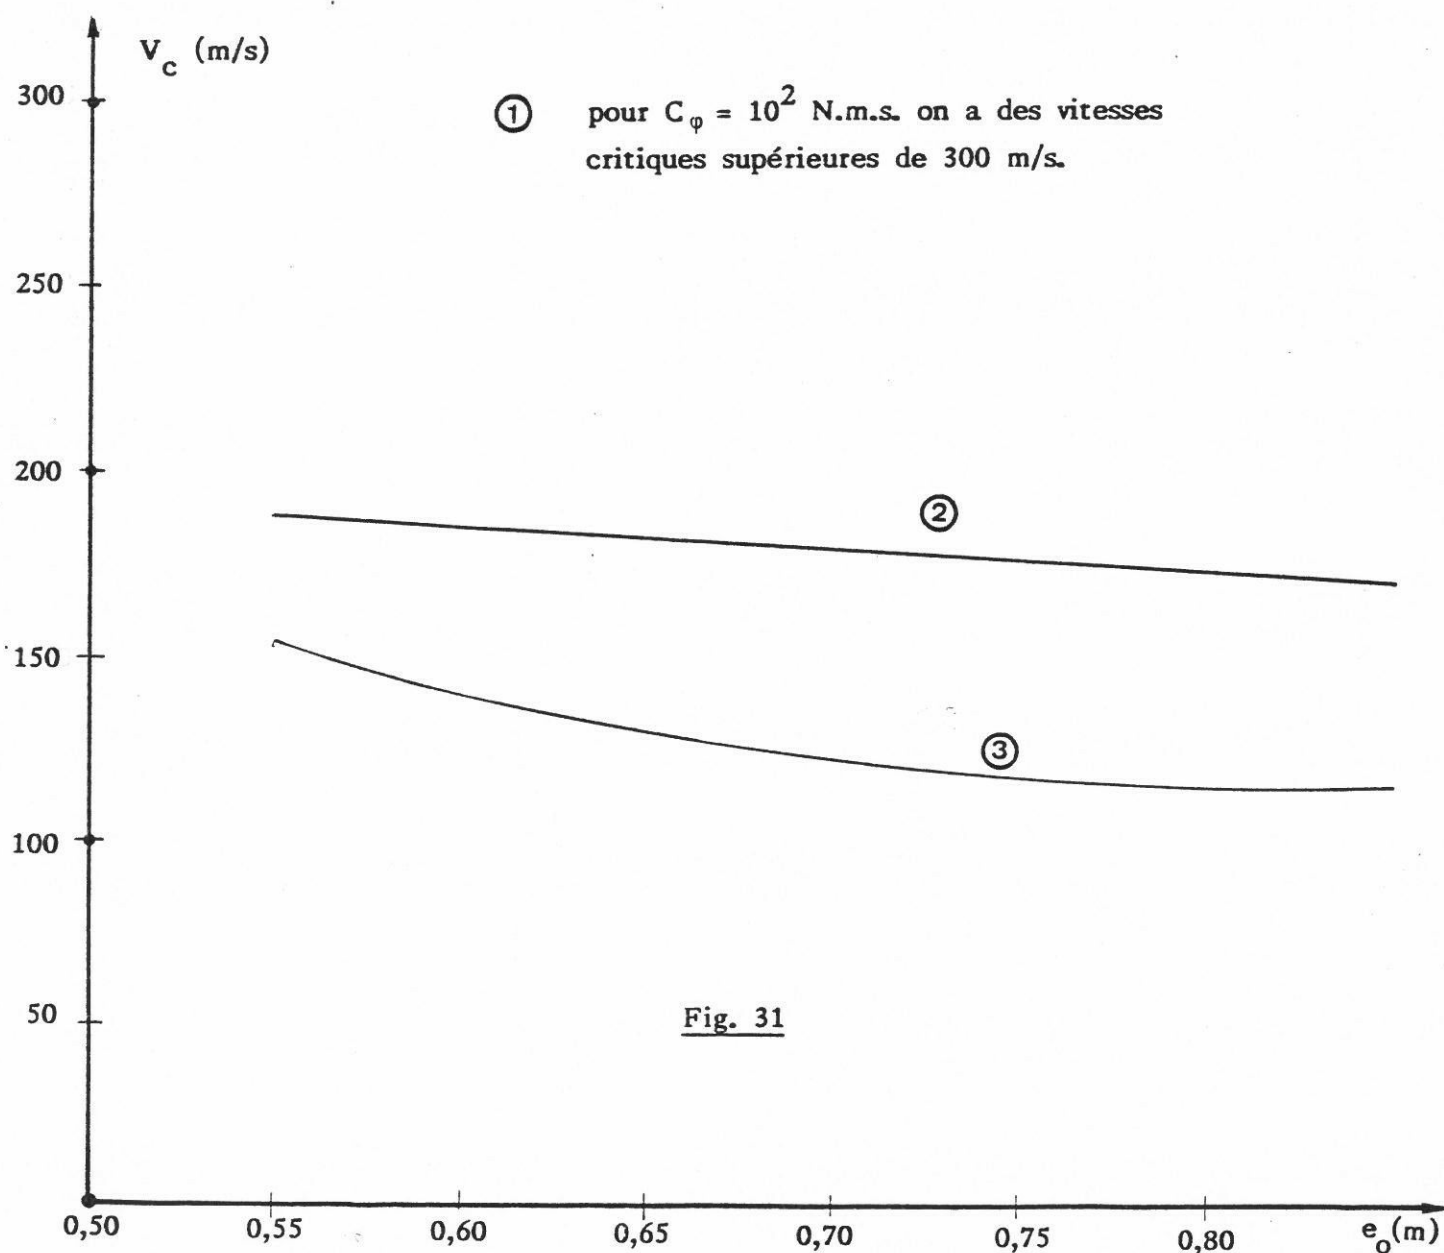 V_c (m/s)
① pour C_φ = 10² N.m.s. on a des vitesses
critiques supérieures de 300 m/s.
300
250
200
②
150
③
100
50
Fig. 31
0,50 0,55 0,60 0,65 0,70 0,75 0,80 e_o(m)